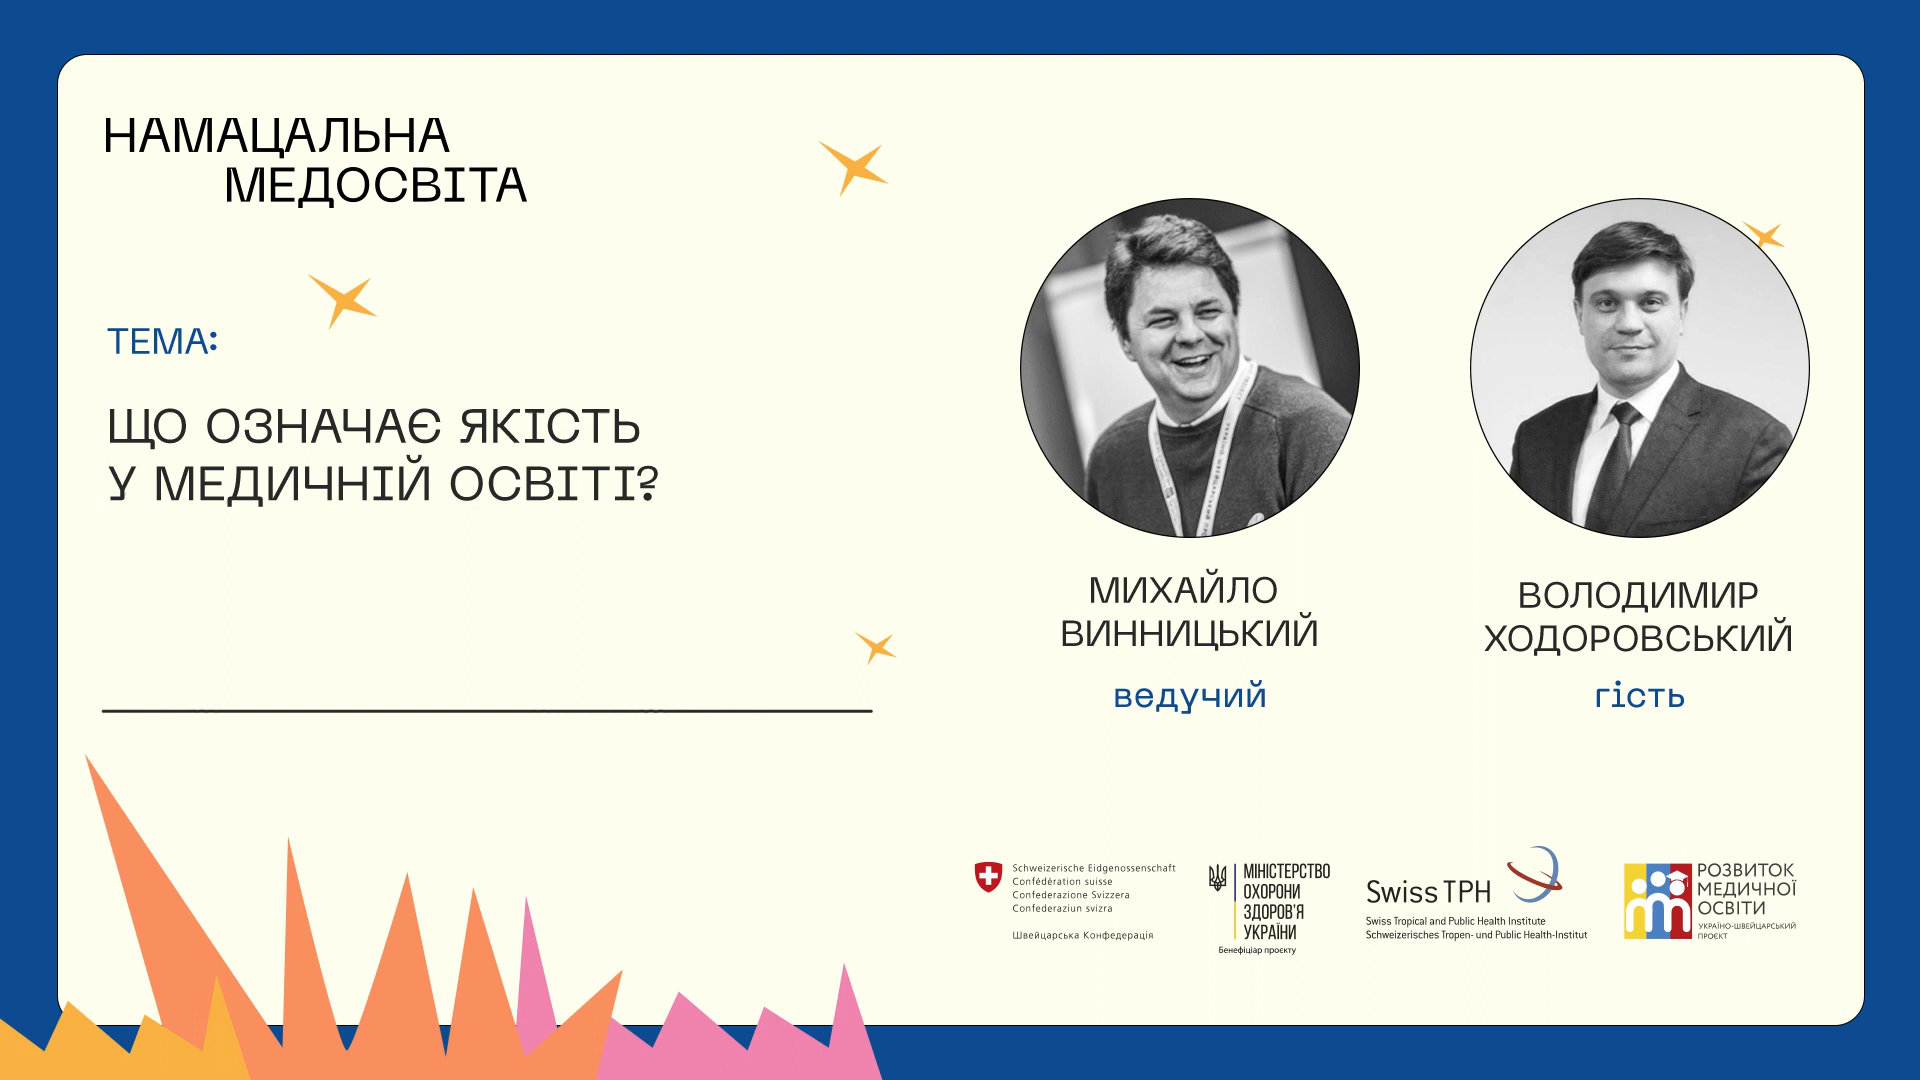 НАМАЦАЛЬНА
МЕДОСВІТА
ТЕМА:
ЩО ОЗНАЧАЄ ЯКІСТЬ
У МЕДИЧНІЙ ОСВІТІ?
МИХАЙЛО
ВИННИЦЬКИЙ
ведучий
ВОЛОДИМИР
ХОДОРОВСЬКИЙ
гість
Schweizerische Eidgenossenschaft
Confédération suisse
Confederazione Svizzera
Confederaziun svizra
Швейцарська Конфедерація
МІНІСТЕРСТВО
ОХОРОНИ
ЗДОРОВ'Я
УКРАЇНИ
Бенефіціар проєкту
Swiss TPH
Swiss Tropical and Public Health Institute
Schweizerisches Tropen- und Public Health-Institut
РОЗВИТОК
МЕДИЧНОЇ
ОСВІТИ
УКРАЇНО-ШВЕЙЦАРСЬКИЙ
ПРОЄКТ